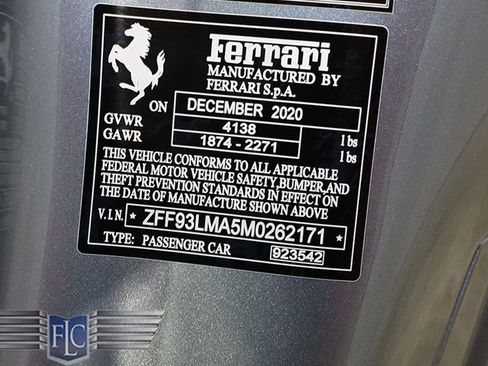 Ferrari
MANUFACTURED BY
FERRARI S.p.A.
ON DECEMBER 2020
GVWR 4138 lbs
GAWR 1874 - 2271 lbs
THIS VEHICLE CONFORMS TO ALL APPLICABLE
FEDERAL MOTOR VEHICLE SAFETY, BUMPER, AND
THEFT PREVENTION STANDARDS IN EFFECT ON
THE DATE OF MANUFACTURE SHOWN ABOVE
V.I.N. * ZFF93LMA5M0262171 *
TYPE: PASSENGER CAR 923542
FLC